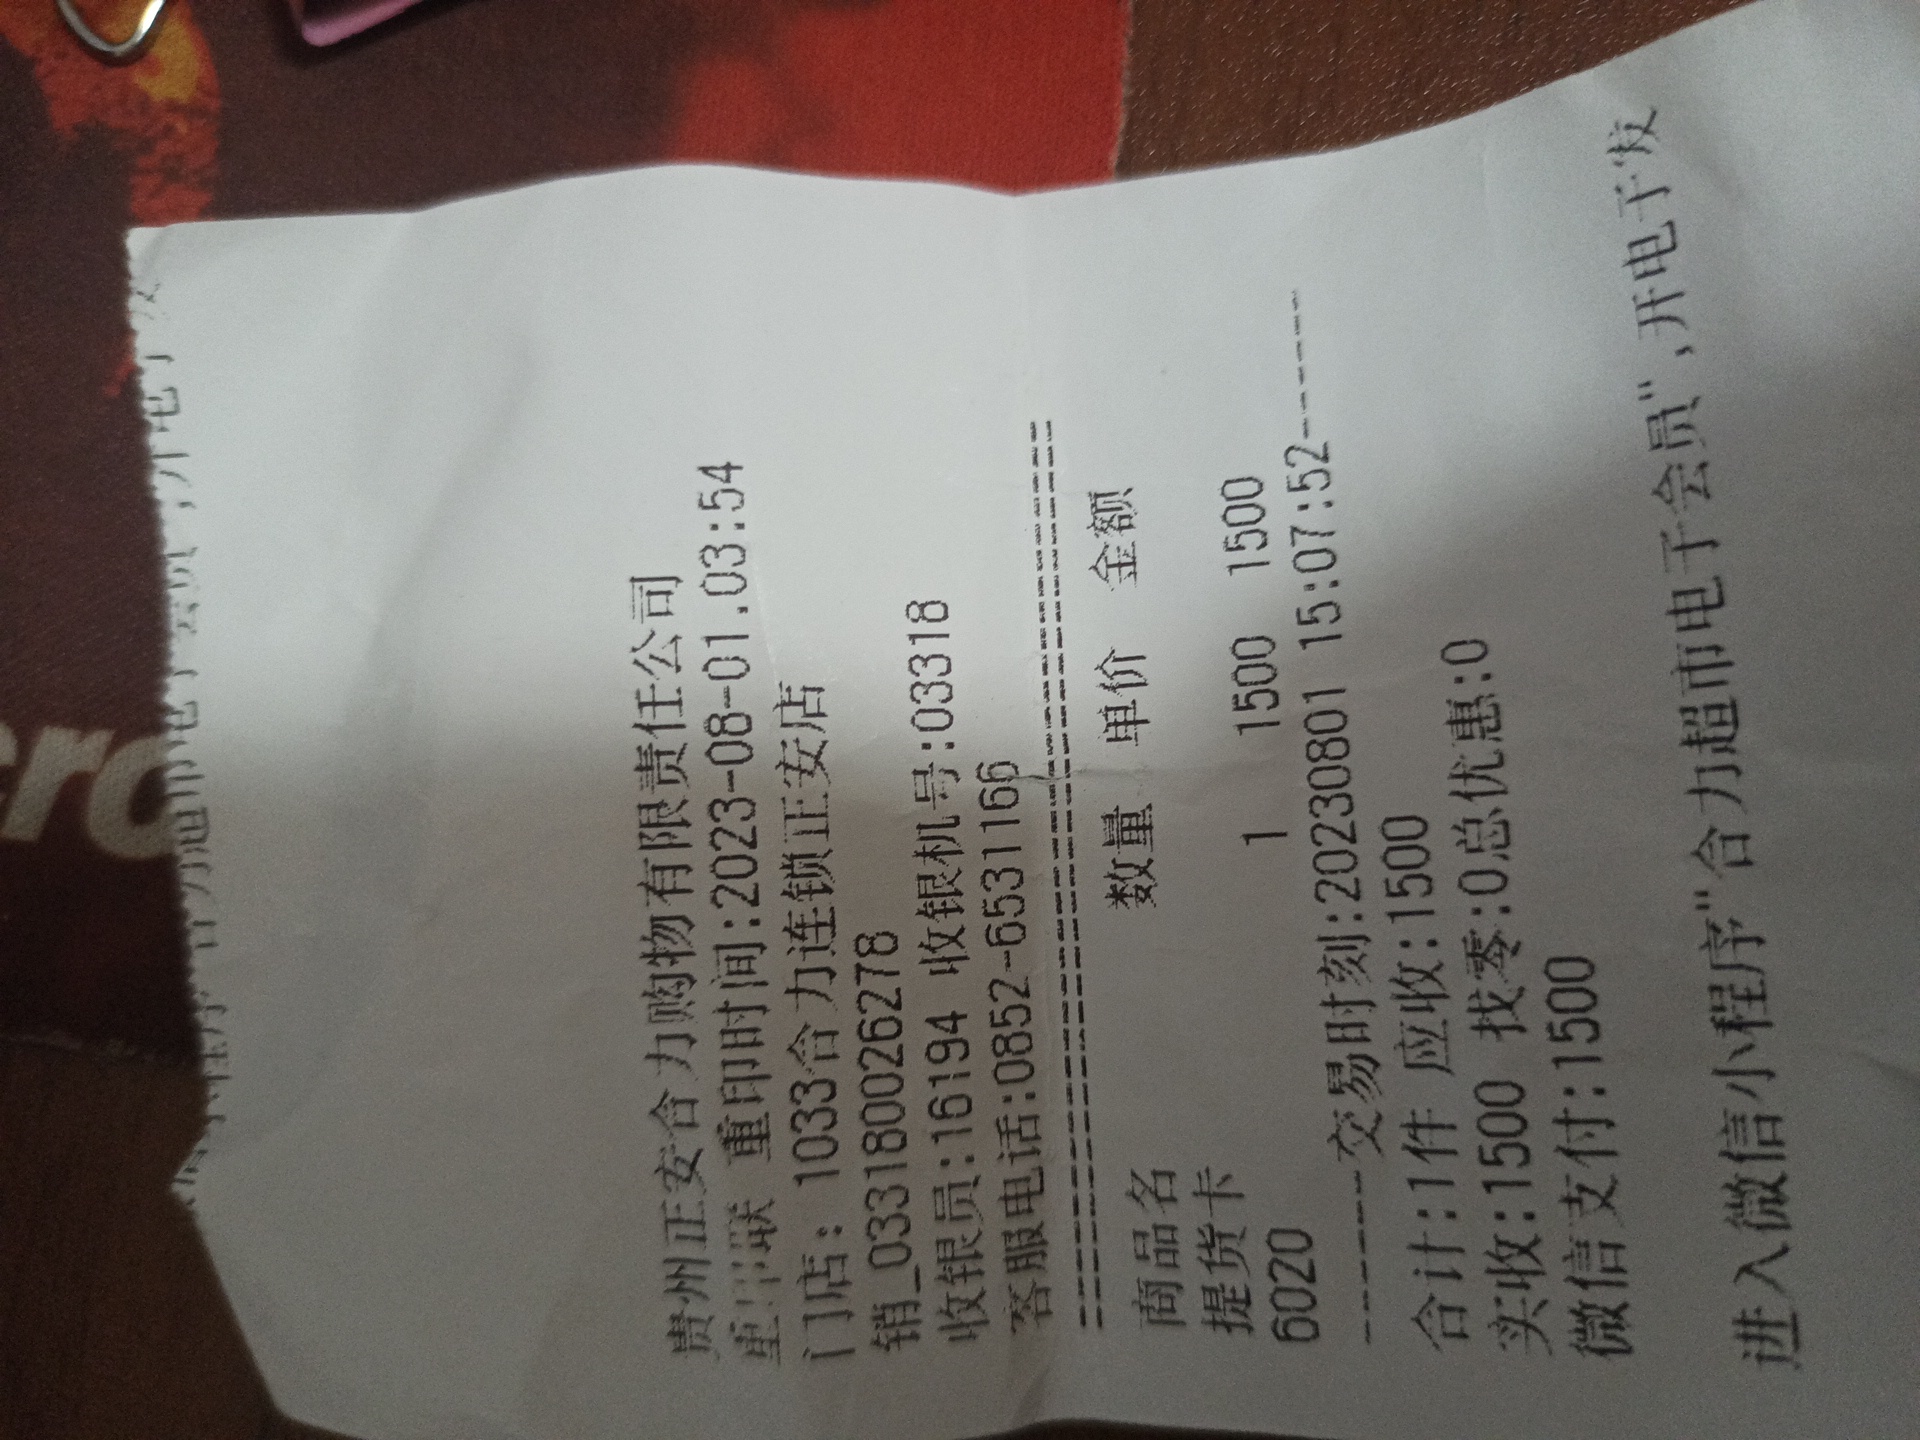 贵州正安合力购物有限责任公司
重印联 重印时间:2023-08-01.03:54
门店: 1033合力连锁正安店
销_033180026278
收银员:16194 收银机号:03318
客服电话:0852-6531166
==============================
商品名 数量 单价 金额
提货卡
6020 1 1500 1500
--------交易时刻:20230801 15:07:52--------
合计:1件 应收:1500
实收:1500 找零:0总优惠:0
微信支付:1500
进入微信小程序"合力超市电子会员",开电子发